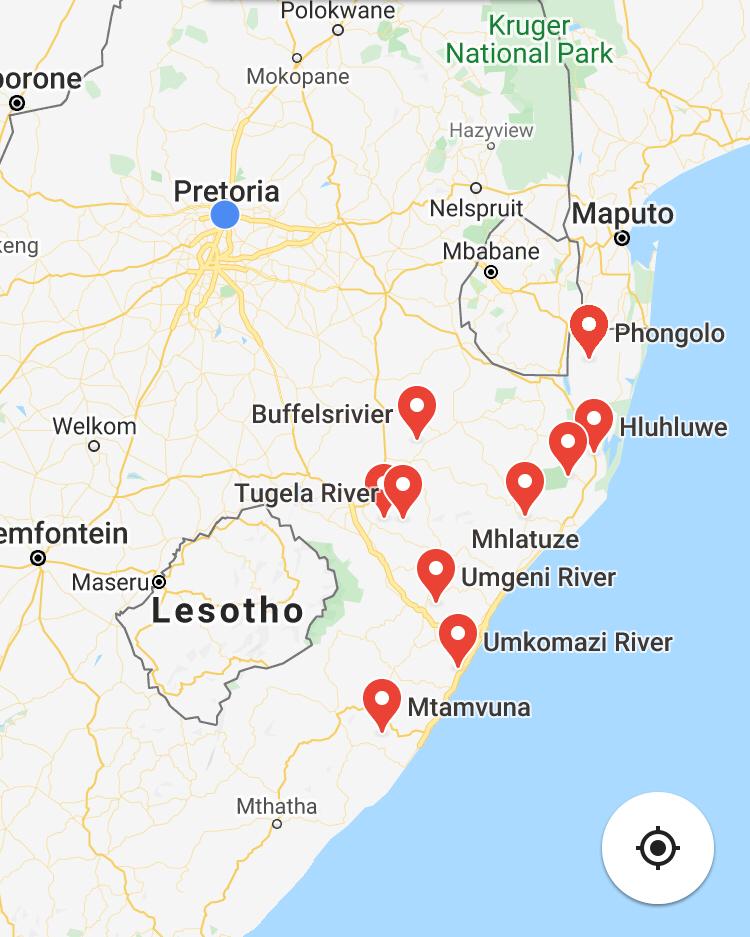 Polokwane
Kruger
National Park
Mokopane
borone
Hazyview
Pretoria
Nelspruit
Maputo
keng
Mbabane
Phongolo
Buffelsrivier
Hluhluwe
Welkom
Tugela River
emfontein
Mhlatuze
Maseru
Umgeni River
Lesotho
Umkomazi River
Mtamvuna
Mthatha